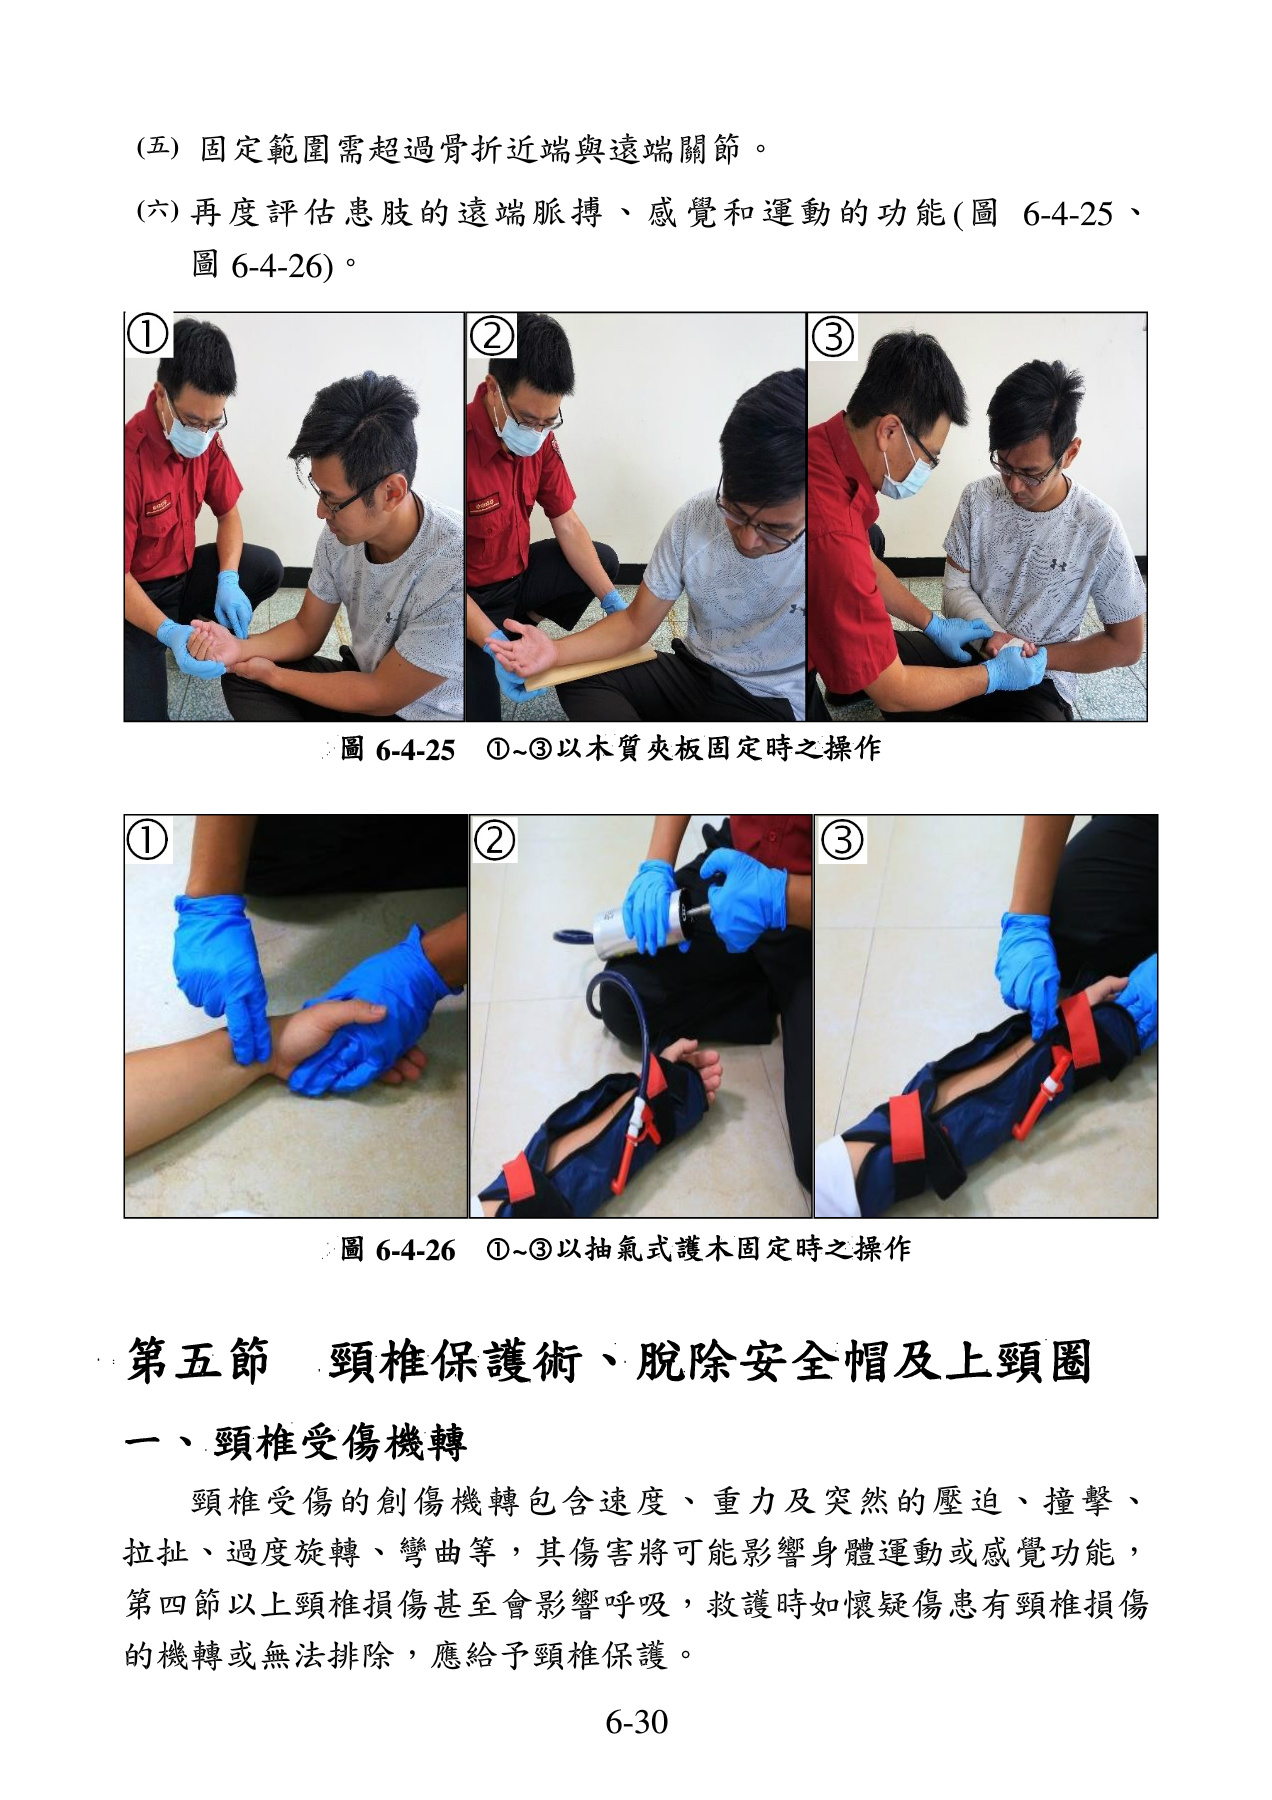 (五) 固定範圍需超過骨折近端與遠端關節。
(六) 再度評估患肢的遠端脈搏、感覺和運動的功能(圖 6-4-25、
圖 6-4-26)。
① ② ③
圖 6-4-25 ①~③以木質夾板固定時之操作
① ② ③
圖 6-4-26 ①~③以抽氣式護木固定時之操作
第五節 頸椎保護術、脫除安全帽及上頸圈
一、頸椎受傷機轉
頸椎受傷的創傷機轉包含速度、重力及突然的壓迫、撞擊、
拉扯、過度旋轉、彎曲等，其傷害將可能影響身體運動或感覺功能，
第四節以上頸椎損傷甚至會影響呼吸，救護時如懷疑傷患有頸椎損傷
的機轉或無法排除，應給予頸椎保護。
6-30